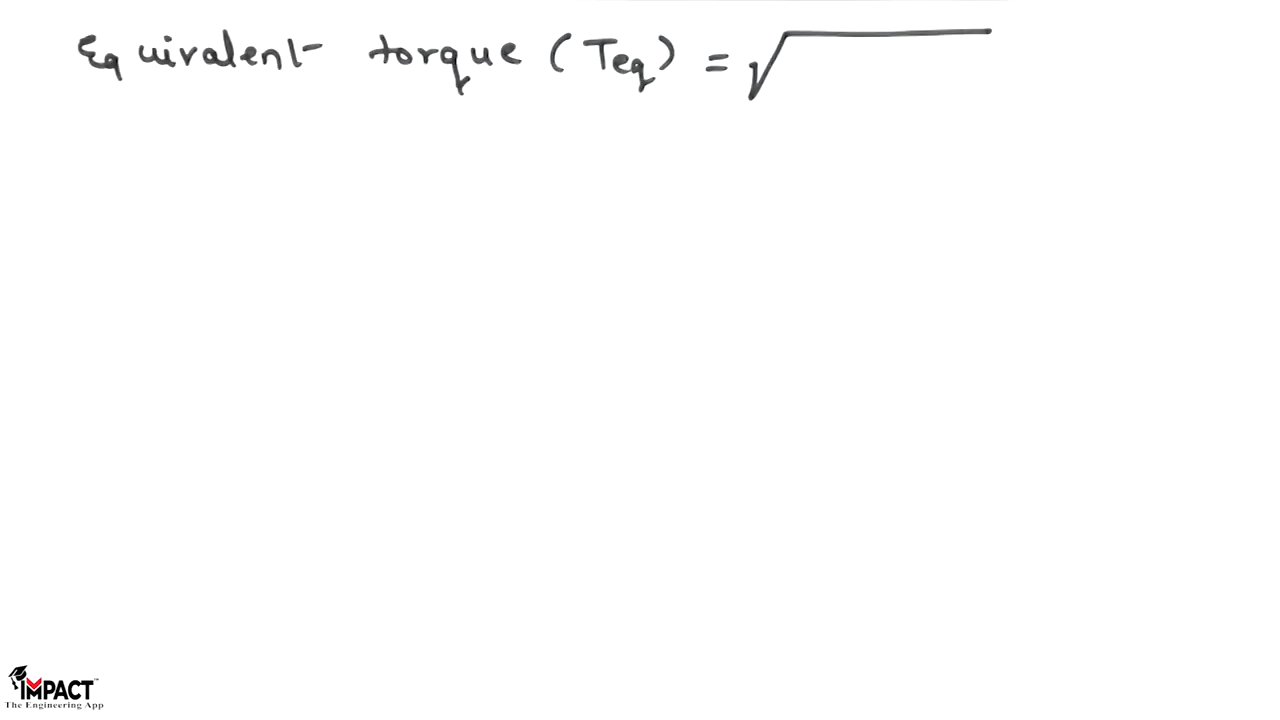 Equivalent torque (Teq) = √
IMPACT
The Engineering App